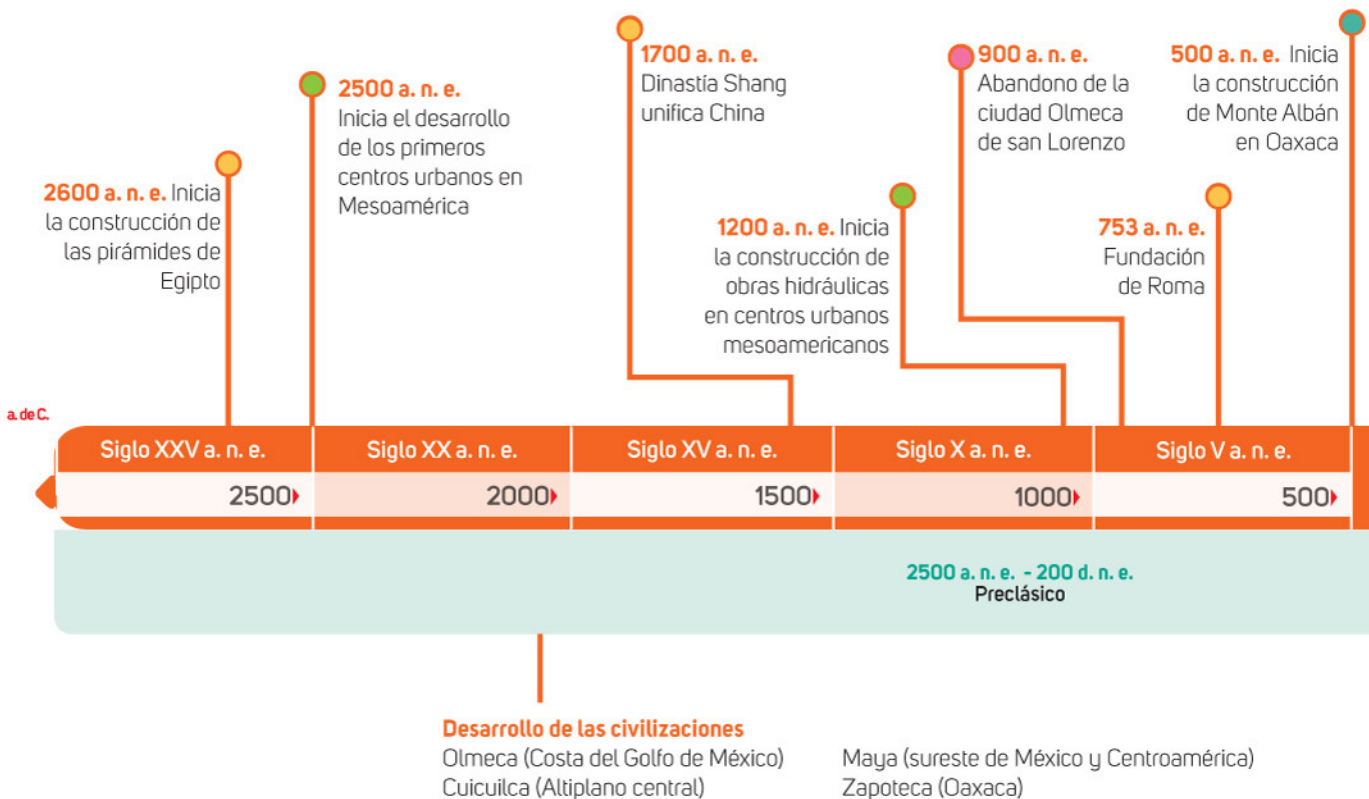 2600 a. n. e. Inicia
la construcción de
las pirámides de
Egipto
2500 a. n. e.
Inicia el desarrollo
de los primeros
centros urbanos en
Mesoamérica
1700 a. n. e.
Dinastía Shang
unifica China
1200 a. n. e. Inicia
la construcción de
obras hidráulicas
en centros urbanos
mesoamericanos
900 a. n. e.
Abandono de la
ciudad Olmeca
de san Lorenzo
753 a. n. e.
Fundación
de Roma
500 a. n. e. Inicia
la construcción
de Monte Albán
en Oaxaca
a. de C.
Siglo XXV a. n. e.
Siglo XX a. n. e.
Siglo XV a. n. e.
Siglo X a. n. e.
Siglo V a. n. e.
2500
2000
1500
1000
500
2500 a. n. e. - 200 d. n. e.
Preclásico
Desarrollo de las civilizaciones
Olmeca (Costa del Golfo de México)
Cuicuilca (Altiplano central)
Maya (sureste de México y Centroamérica)
Zapoteca (Oaxaca)